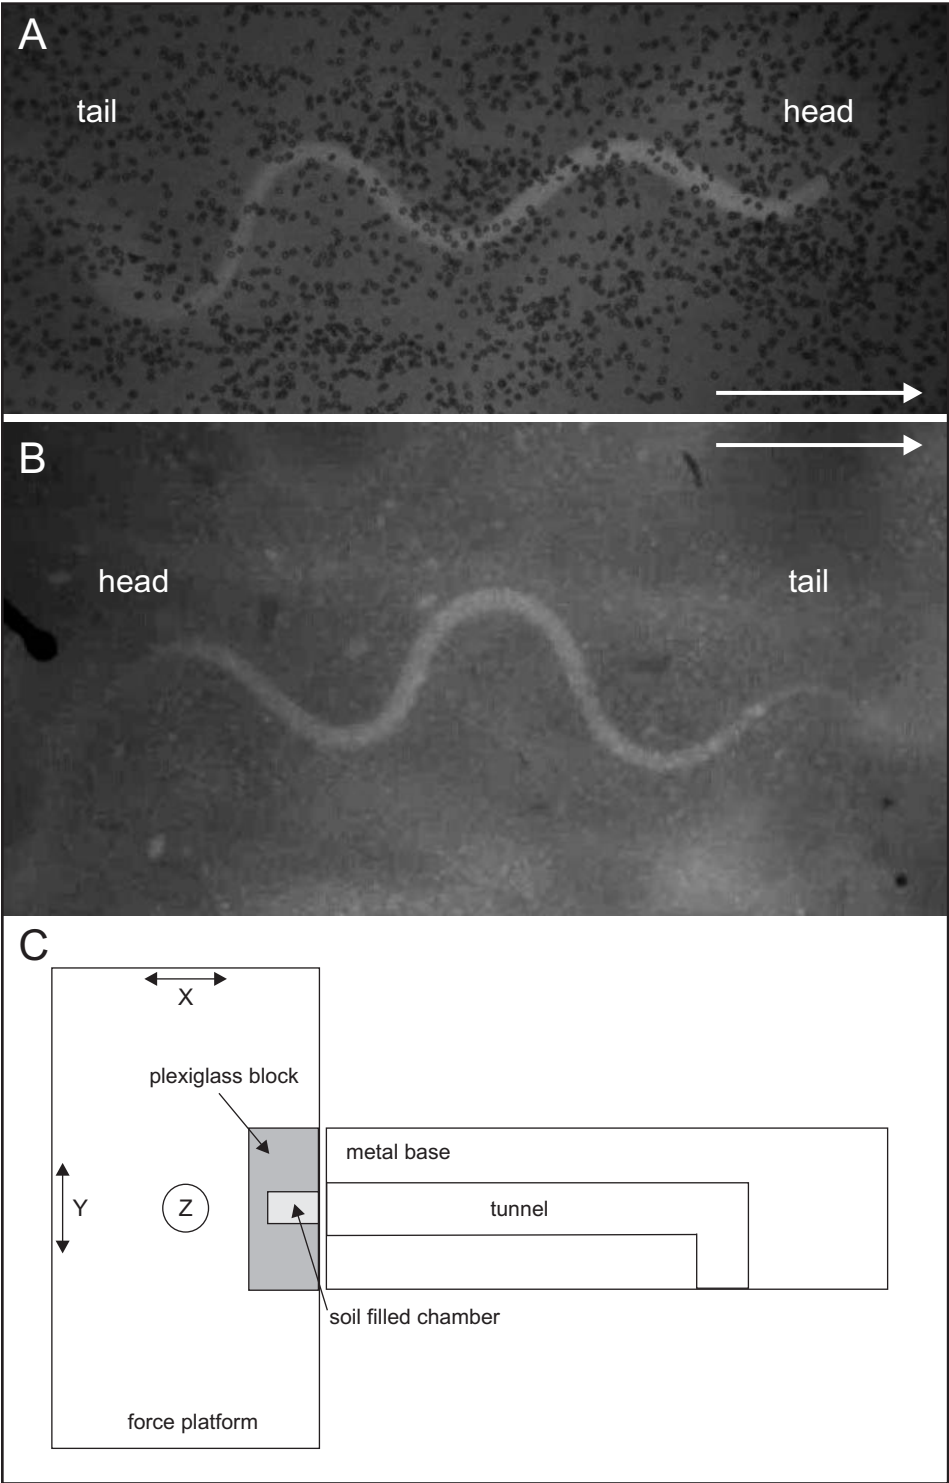 A
tail
head
B
head
tail
C
X
plexiglass block
metal base
Y
Z
tunnel
soil filled chamber
force platform